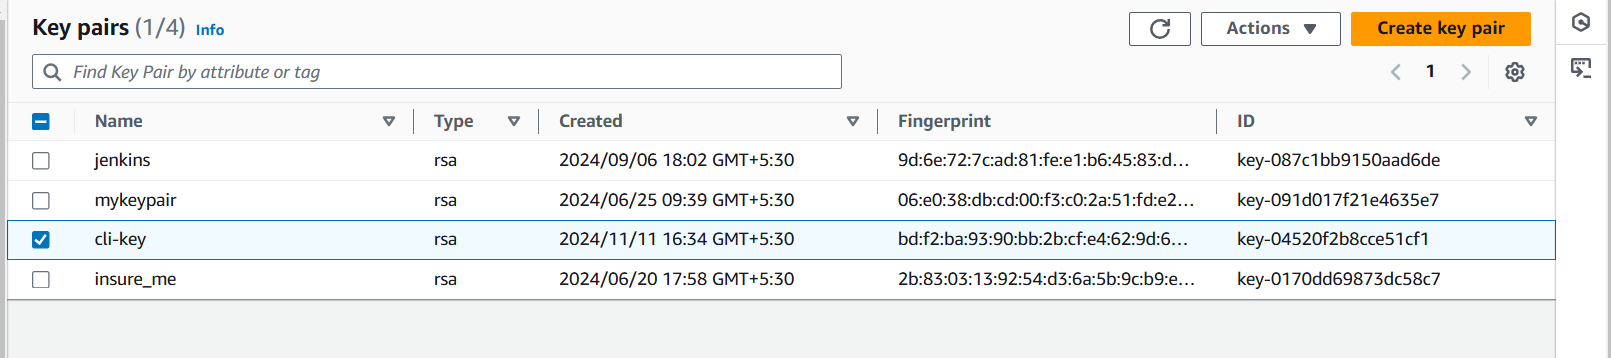 Key pairs (1/4) Info
Actions
Create key pair
Find Key Pair by attribute or tag
1
Name Type Created Fingerprint ID
jenkins rsa 2024/09/06 18:02 GMT+5:30 9d:6e:72:7c:ad:81:fe:e1:b6:45:83:d... key-087c1bb9150aad6de
mykeypair rsa 2024/06/25 09:39 GMT+5:30 06:e0:38:db:cd:00:f3:c0:2a:51:fd:e2... key-091d017f21e4635e7
cli-key rsa 2024/11/11 16:34 GMT+5:30 bd:f2:ba:93:90:bb:2b:cf:e4:62:9d:6... key-04520f2b8cce51cf1
insure_me rsa 2024/06/20 17:58 GMT+5:30 2b:83:03:13:92:54:d3:6a:5b:9c:b9:e... key-0170dd69873dc58c7